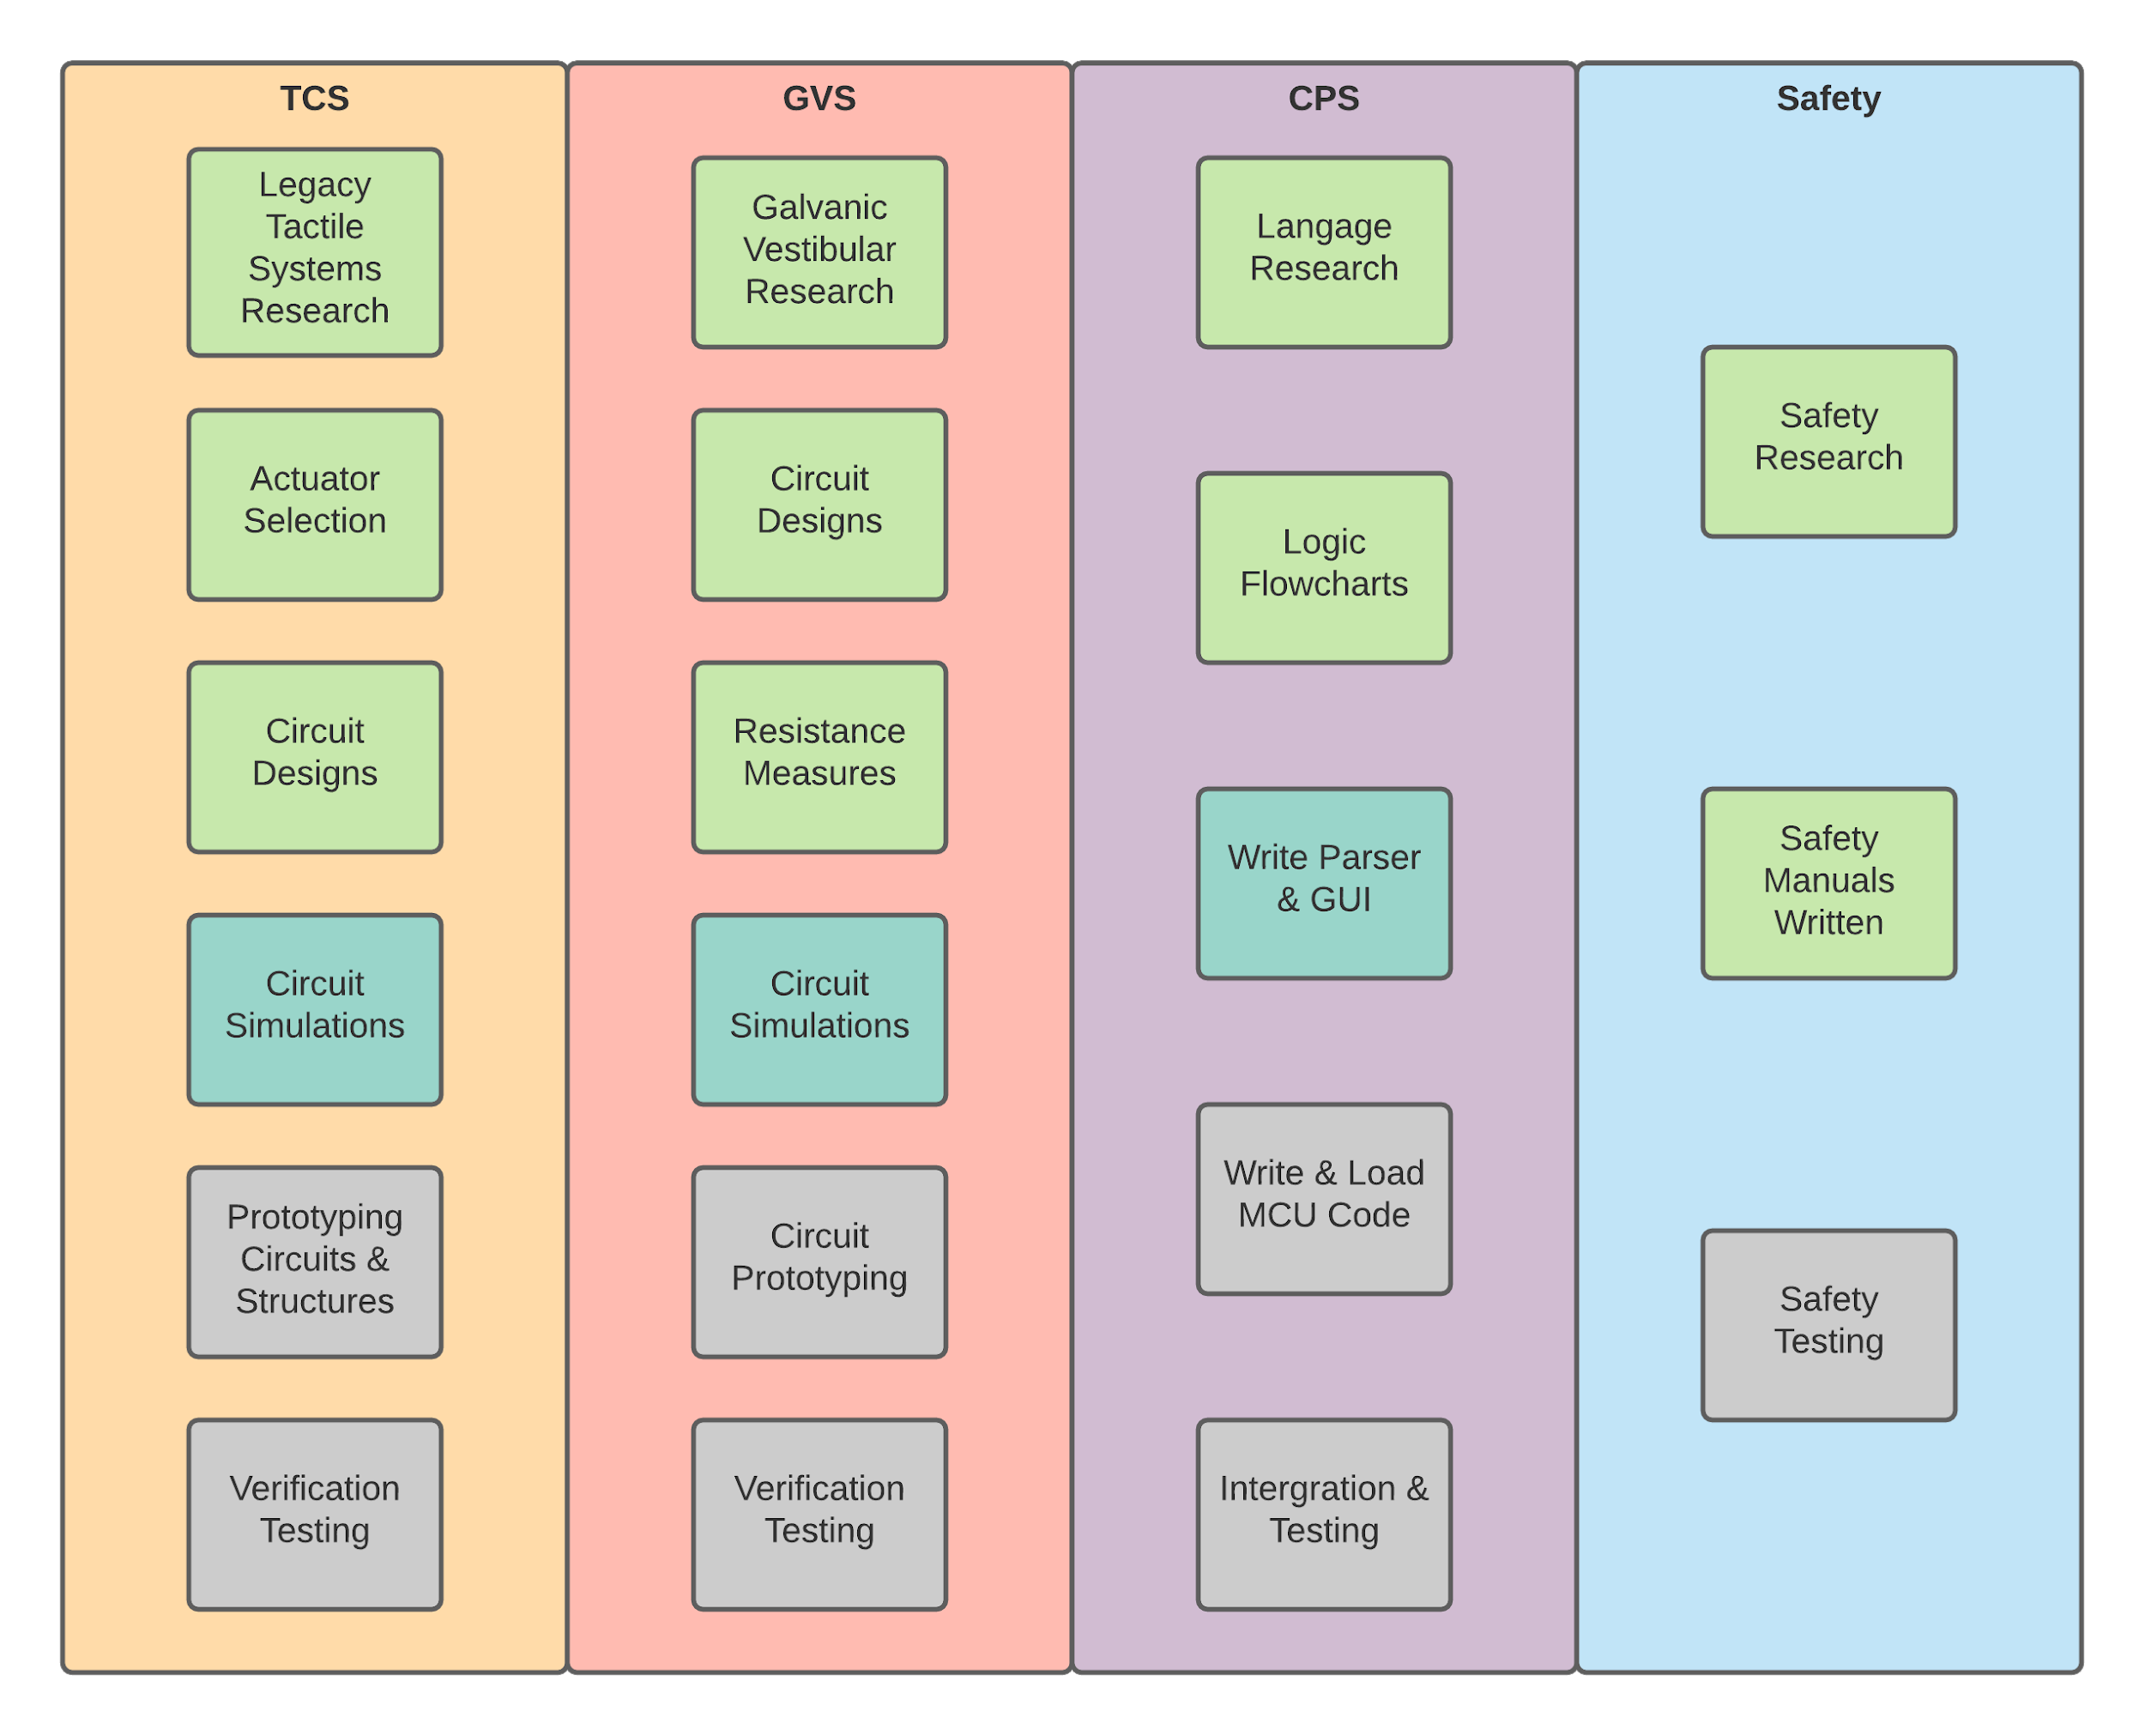 TCS
Legacy
Tactile
Systems
Research
Actuator
Selection
Circuit
Designs
Circuit
Simulations
Prototyping
Circuits &
Structures
Verification
Testing
GVS
Galvanic
Vestibular
Research
Circuit
Designs
Resistance
Measures
Circuit
Simulations
Circuit
Prototyping
Verification
Testing
CPS
Langage
Research
Logic
Flowcharts
Write Parser
& GUI
Write & Load
MCU Code
Intergration &
Testing
Safety
Safety
Research
Safety
Manuals
Written
Safety
Testing